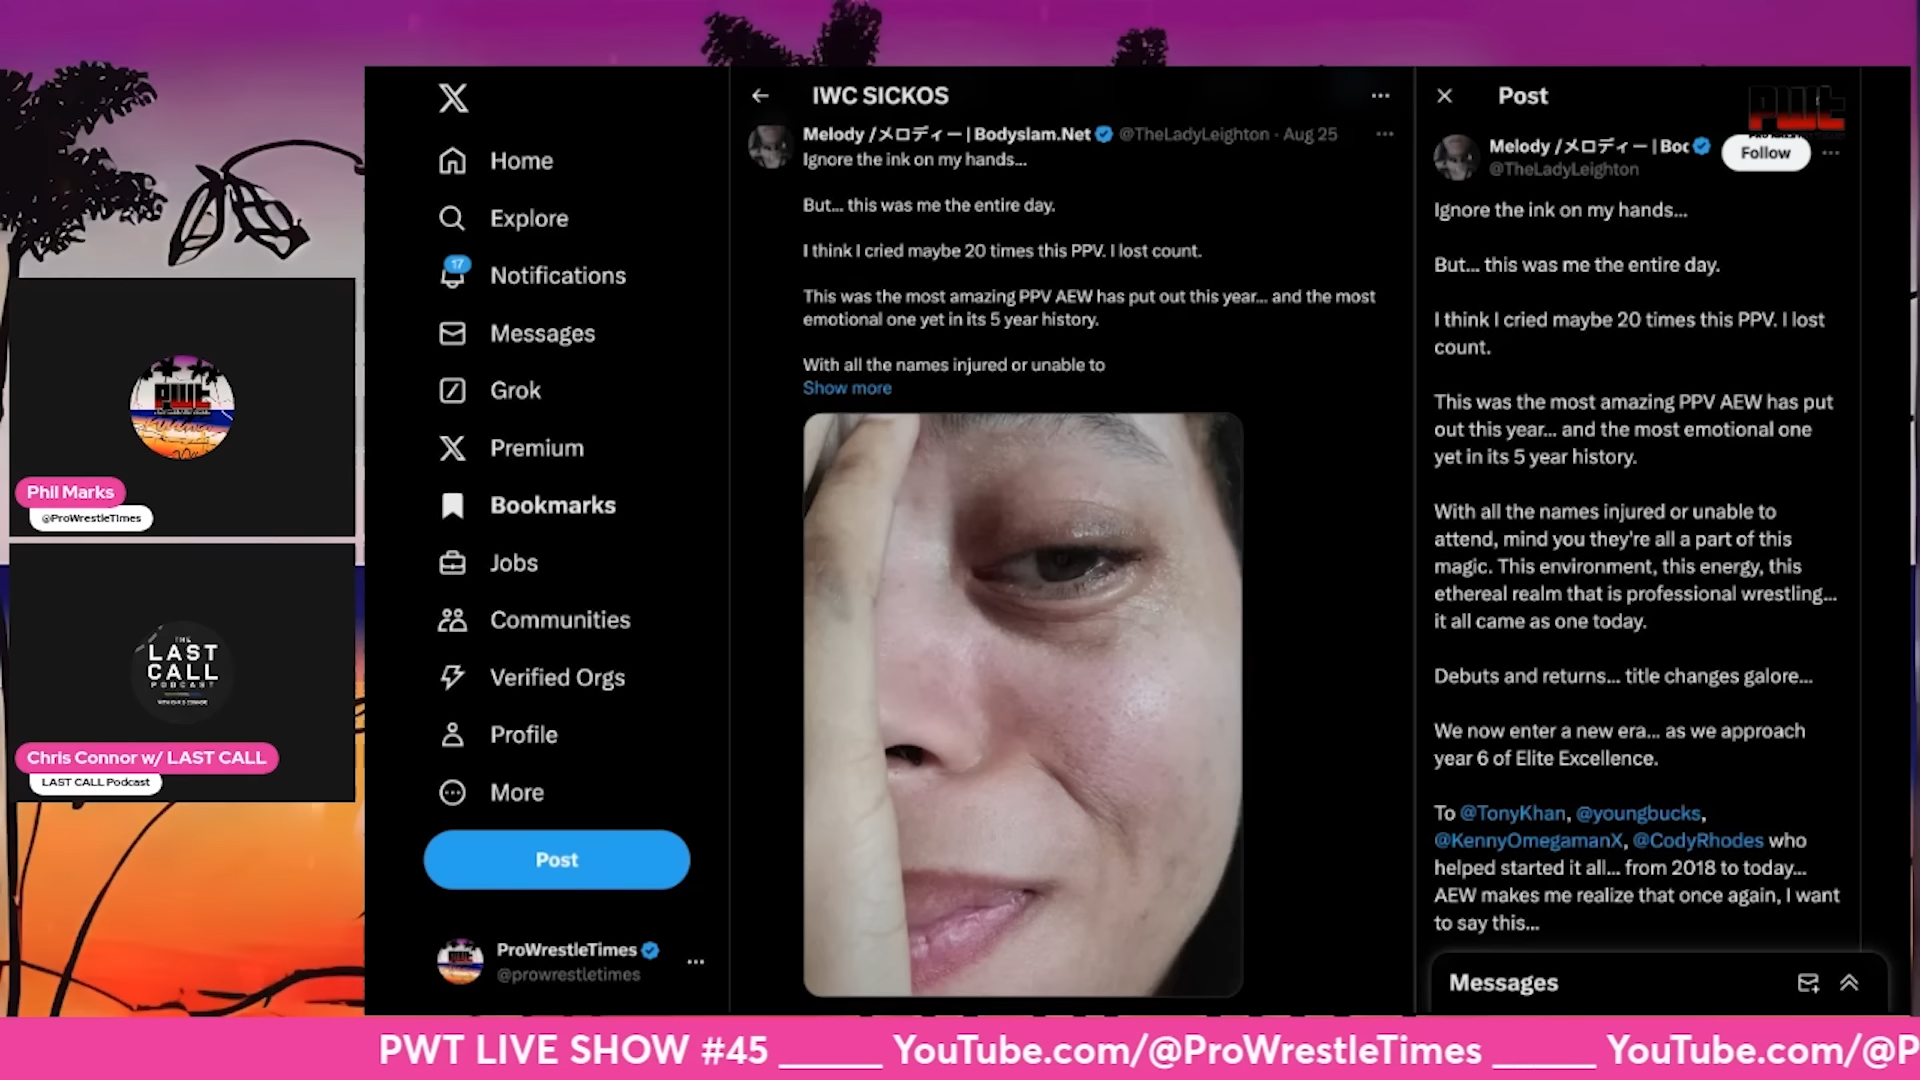 PWT
Phil Marks
@ProWrestleTimes
THE
LAST
CALL
PODCAST
Chris Connor w/ LAST CALL
LAST CALL Podcast
Home
Explore
17
Notifications
Messages
Grok
Premium
Bookmarks
Jobs
Communities
Verified Orgs
Profile
More
Post
ProWrestleTimes
@prowrestletimes
IWC SICKOS
Melody /メロディー | Bodyslam.Net @TheLadyLeighton · Aug 25
Ignore the ink on my hands...
But... this was me the entire day.
I think I cried maybe 20 times this PPV. I lost count.
This was the most amazing PPV AEW has put out this year... and the most
emotional one yet in its 5 year history.
With all the names injured or unable to
Show more
Post
PWT
Melody /メロディー | Boc
@TheLadyLeighton
Follow
Ignore the ink on my hands...
But... this was me the entire day.
I think I cried maybe 20 times this PPV. I lost
count.
This was the most amazing PPV AEW has put
out this year... and the most emotional one
yet in its 5 year history.
With all the names injured or unable to
attend, mind you they're all a part of this
magic. This environment, this energy, this
ethereal realm that is professional wrestling...
it all came as one today.
Debuts and returns... title changes galore...
We now enter a new era... as we approach
year 6 of Elite Excellence.
To @TonyKhan, @youngbucks,
@KennyOmegamanX, @CodyRhodes who
helped started it all... from 2018 to today...
AEW makes me realize that once again, I want
to say this...
Messages
PWT LIVE SHOW #45 _____ YouTube.com/@ProWrestleTimes _____ YouTube.com/@P